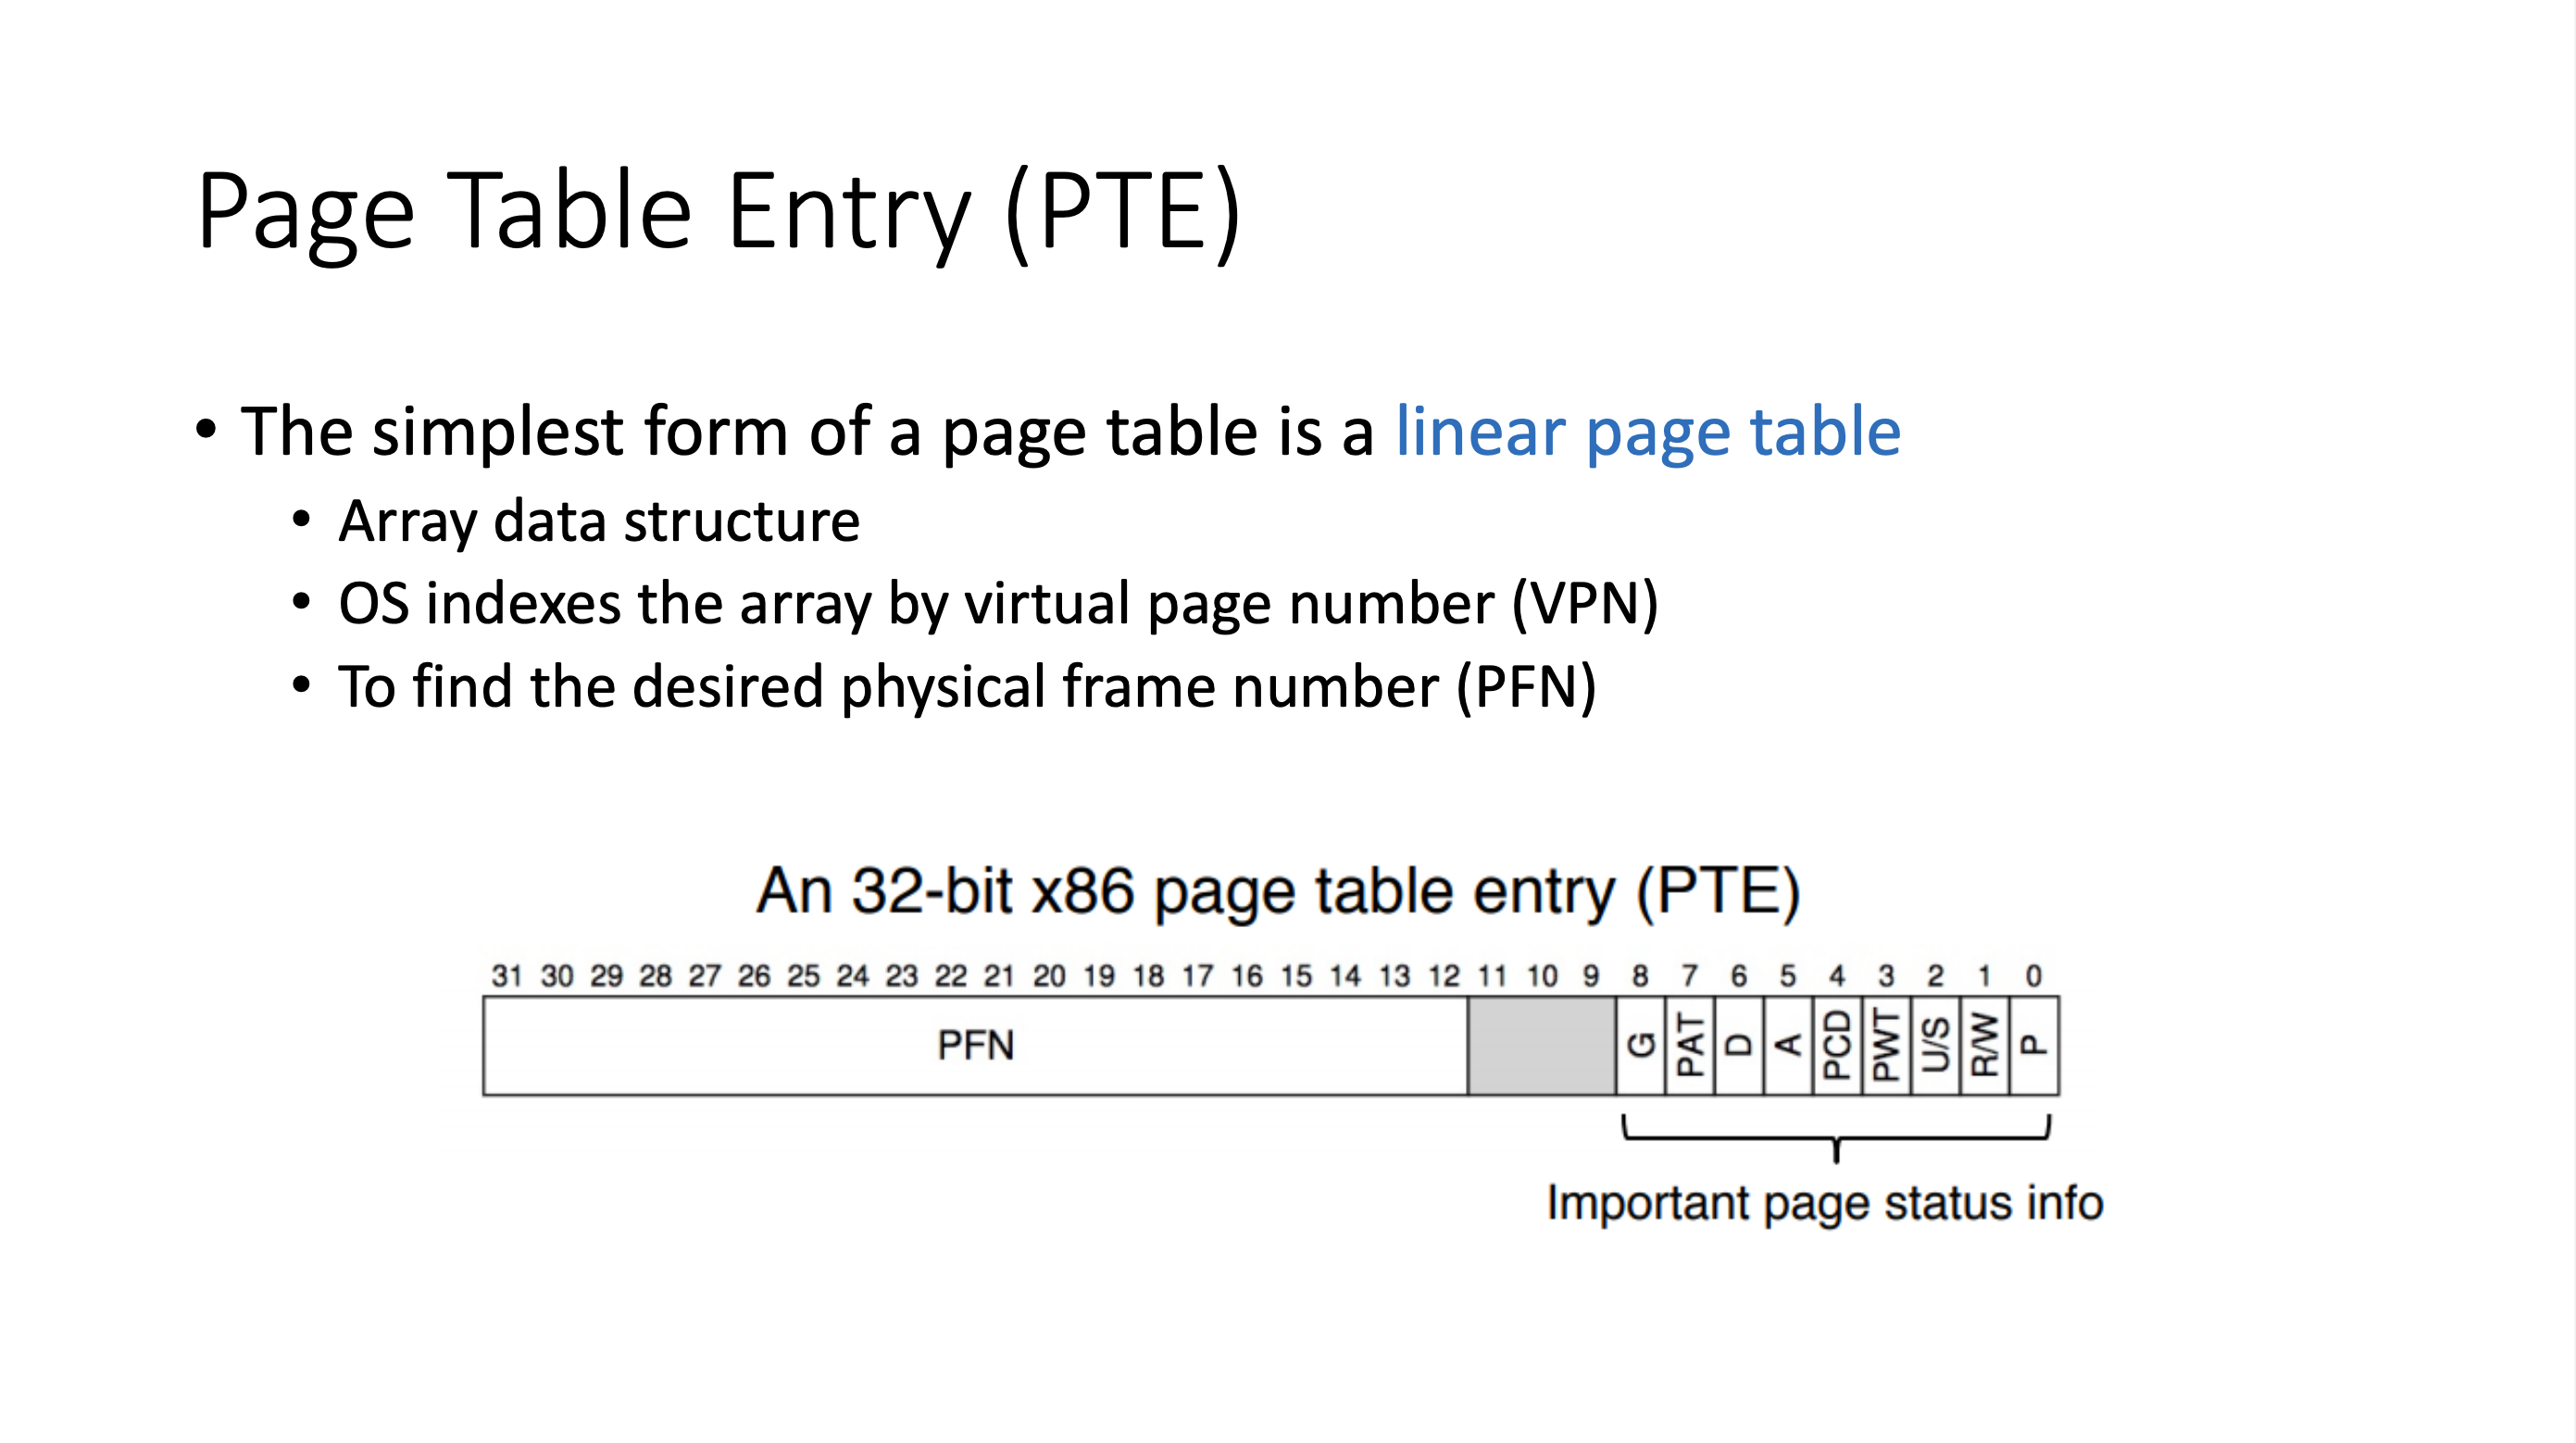 Page Table Entry (PTE)
• The simplest form of a page table is a linear page table
• Array data structure
• OS indexes the array by virtual page number (VPN)
• To find the desired physical frame number (PFN)
An 32-bit x86 page table entry (PTE)
31 30 29 28 27 26 25 24 23 22 21 20 19 18 17 16 15 14 13 12 11 10 9 8 7 6 5 4 3 2 1 0
PFN G PAT D A PCD PWT U/S R/W P
Important page status info